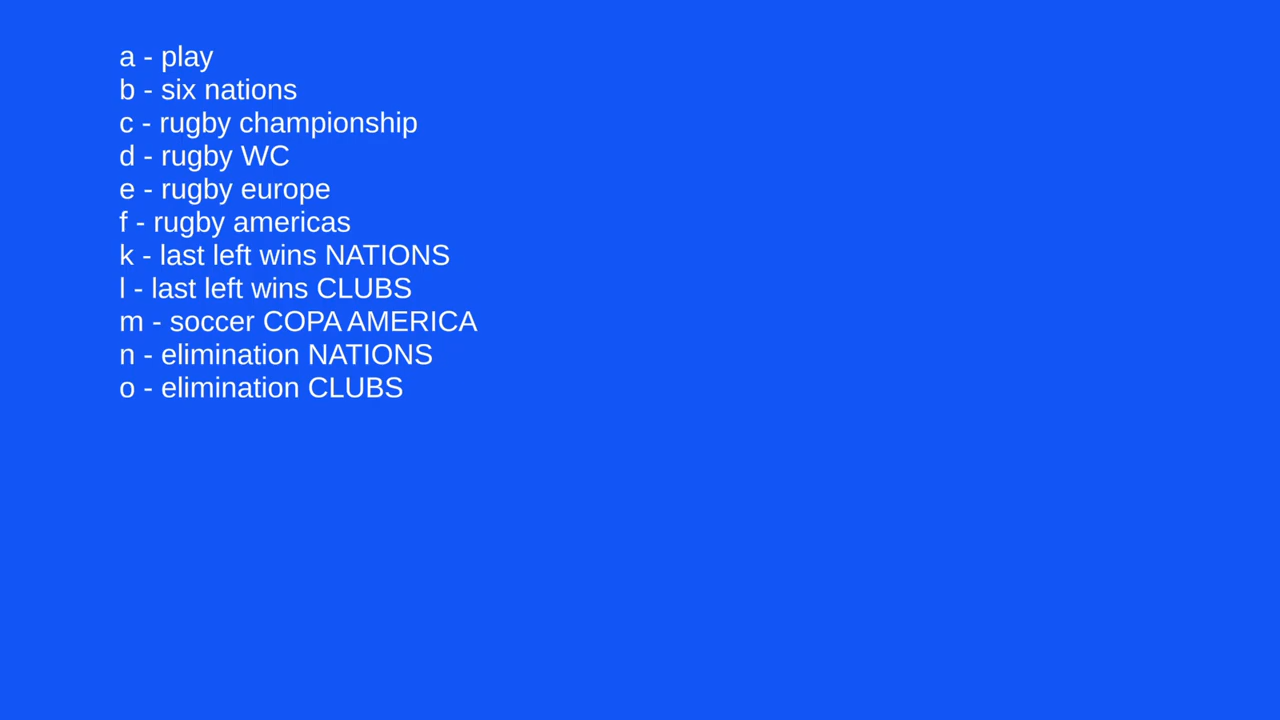 a - play
b - six nations
c - rugby championship
d - rugby WC
e - rugby europe
f - rugby americas
k - last left wins NATIONS
l - last left wins CLUBS
m - soccer COPA AMERICA
n - elimination NATIONS
o - elimination CLUBS